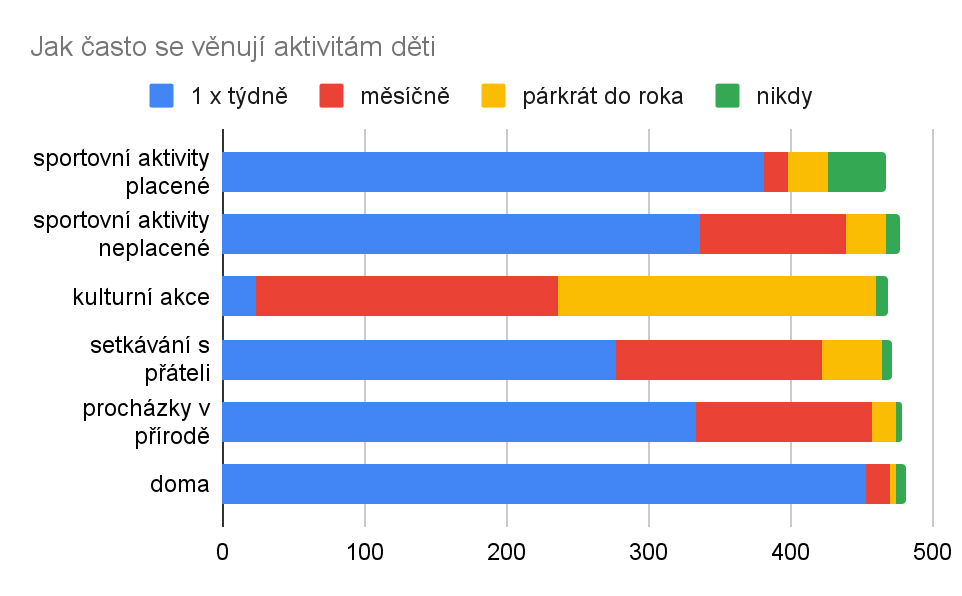 Jak často se věnují aktivitám děti
1 x týdně
měsíčně
párkrát do roka
nikdy
sportovní aktivity
placené
sportovní aktivity
neplacené
kulturní akce
setkávání s
přáteli
procházky v
přírodě
doma
0
100
200
300
400
500